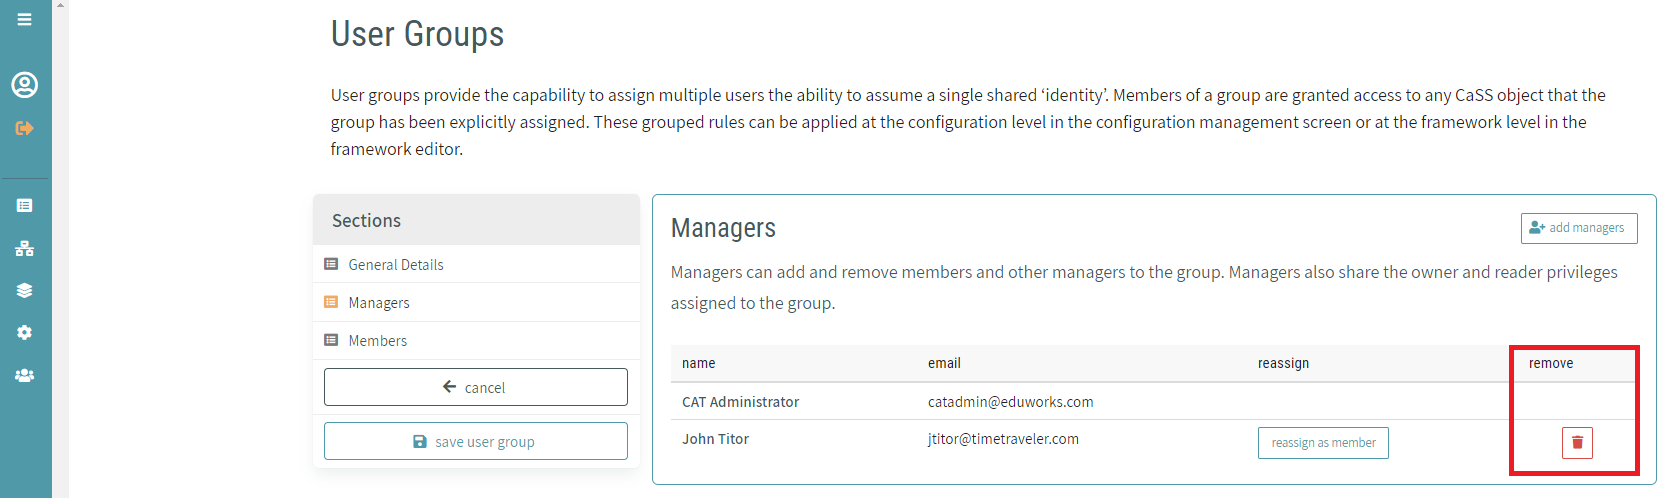 User Groups
User groups provide the capability to assign multiple users the ability to assume a single shared ‘identity’. Members of a group are granted access to any CaSS object that the
group has been explicitly assigned. These grouped rules can be applied at the configuration level in the configuration management screen or at the framework level in the
framework editor.
Sections
General Details
Managers
Members
cancel
save user group
Managers
add managers
Managers can add and remove members and other managers to the group. Managers also share the owner and reader privileges
assigned to the group.
name email reassign remove
CAT Administrator catadmin@eduworks.com
John Titor jtitor@timetraveler.com reassign as member